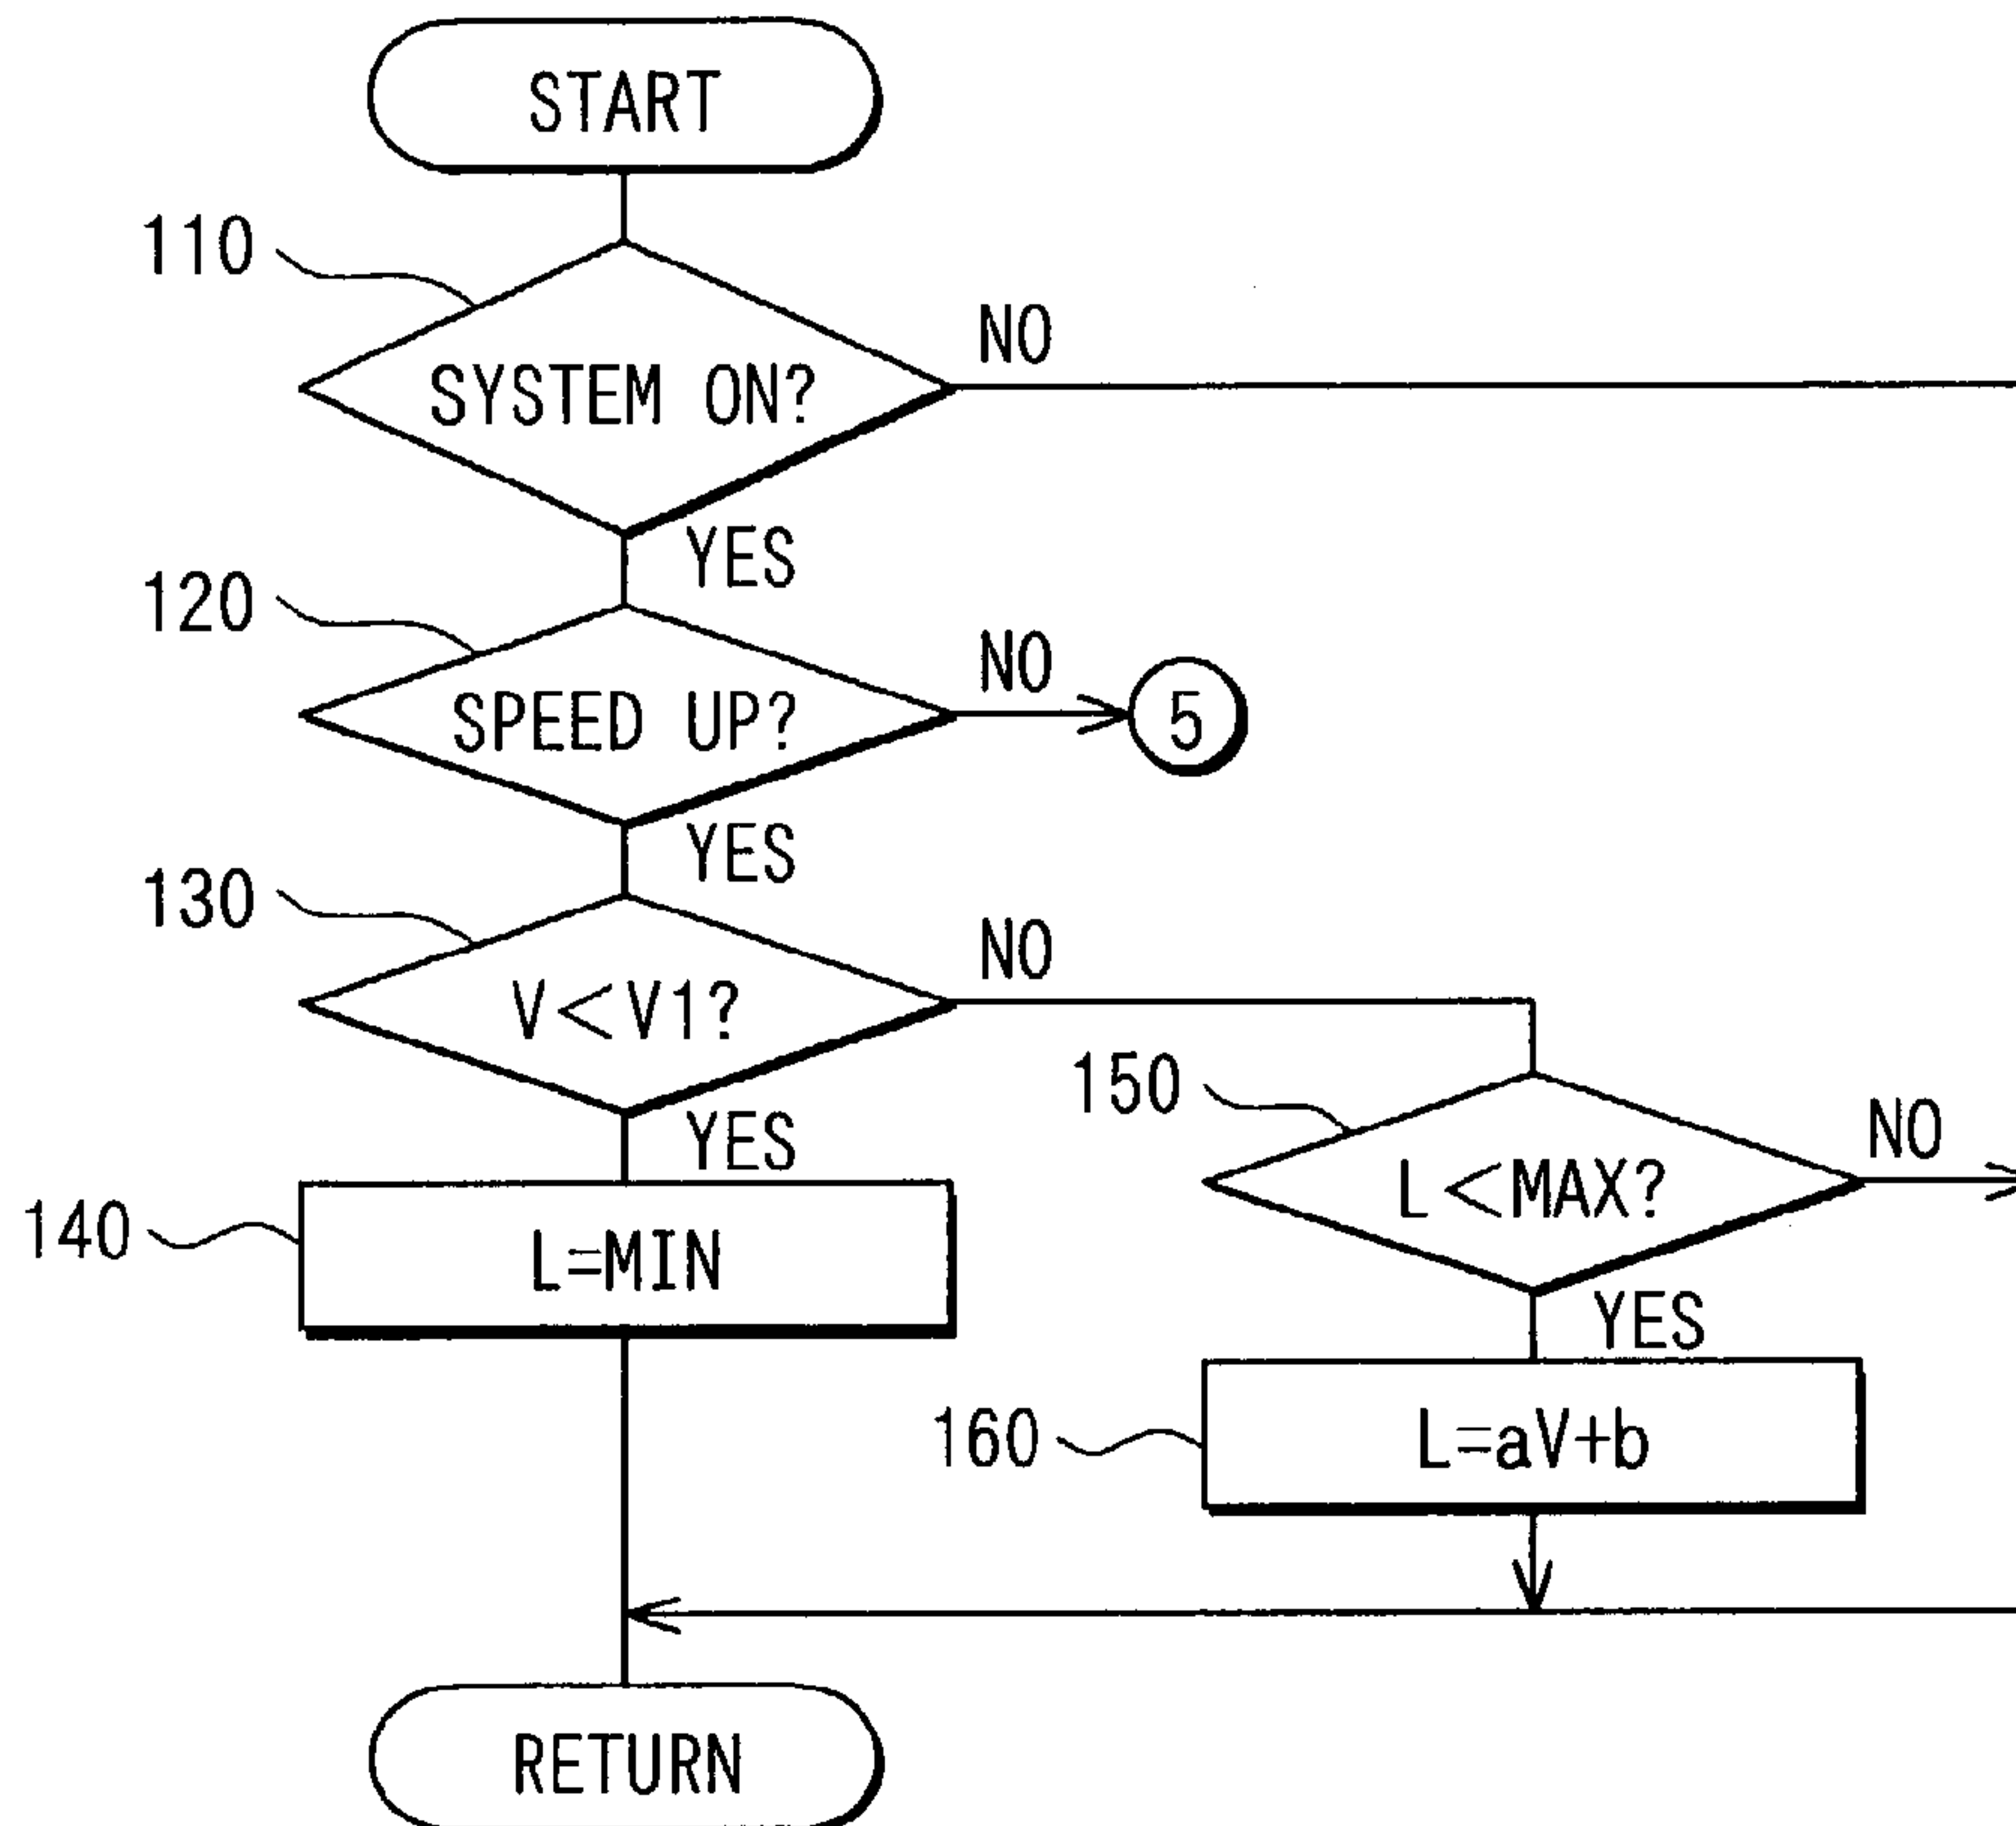 START
110
NO
SYSTEM ON?
YES
120
NO
SPEED UP?
5
YES
130
NO
V<V1?
150
NO
YES
L<MAX?
140
L=MIN
YES
160
L=aV+b
RETURN